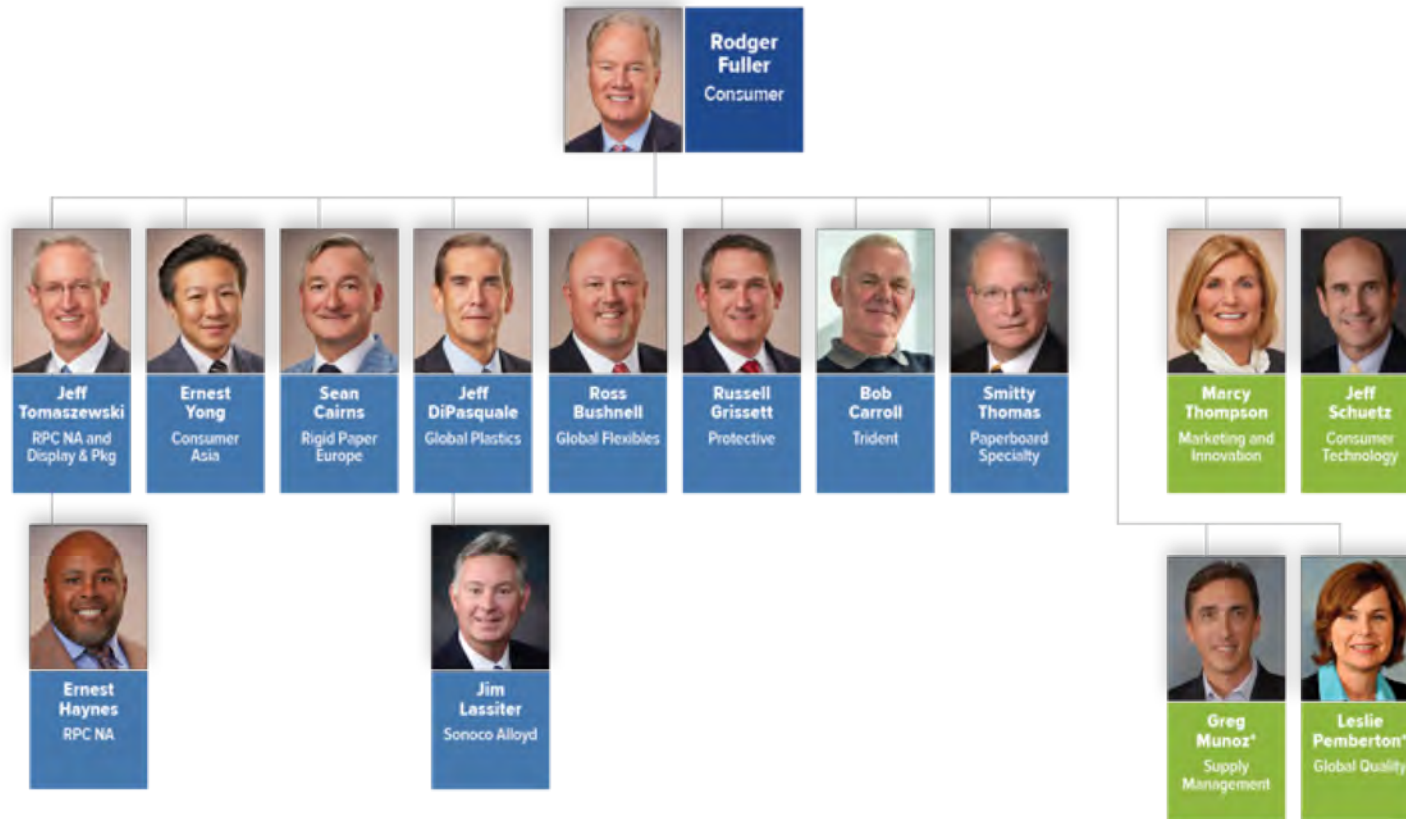 Rodger
Fuller
Consumer
Jeff
Tomaszewski
RPC NA and
Display & Pkg
Ernest
Yong
Consumer
Asia
Sean
Cairns
Rigid Paper
Europe
Jeff
DiPasquale
Global Plastics
Ross
Bushnell
Global Flexibles
Russell
Grissett
Protective
Bob
Carroll
Trident
Smitty
Thomas
Paperboard
Specialty
Marcy
Thompson
Marketing and
Innovation
Jeff
Schuetz
Consumer
Technology
Ernest
Haynes
RPC NA
Jim
Lassiter
Sonoco Alloyd
Greg
Munoz*
Supply
Management
Leslie
Pemberton*
Global Quality